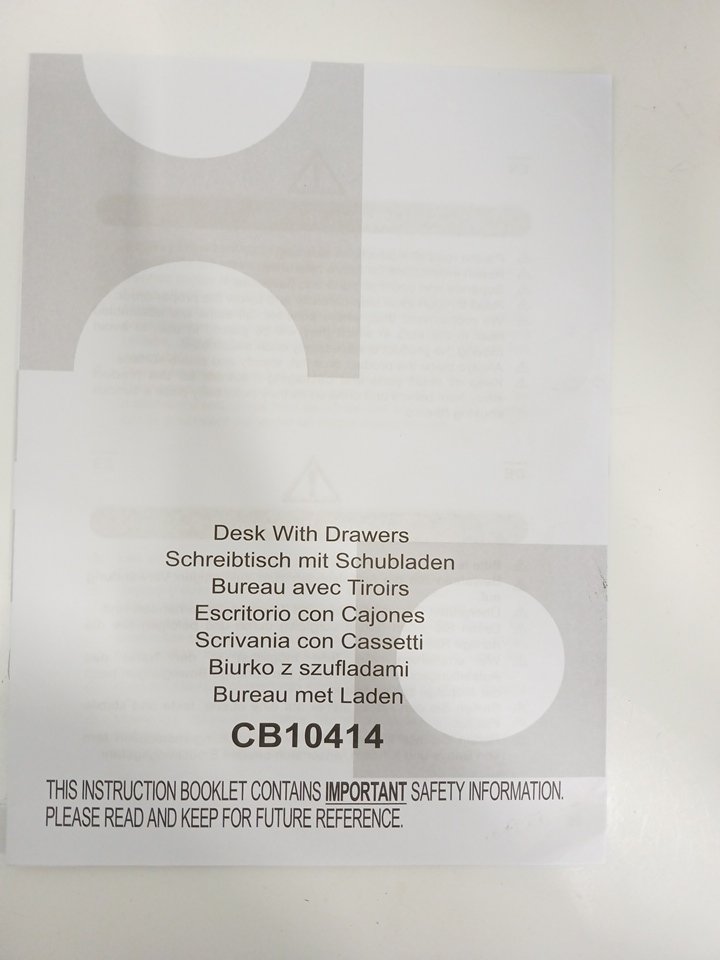 Desk With Drawers
Schreibtisch mit Schubladen
Bureau avec Tiroirs
Escritorio con Cajones
Scrivania con Cassetti
Biurko z szufladami
Bureau met Laden
CB10414
THIS INSTRUCTION BOOKLET CONTAINS IMPORTANT SAFETY INFORMATION.
PLEASE READ AND KEEP FOR FUTURE REFERENCE.